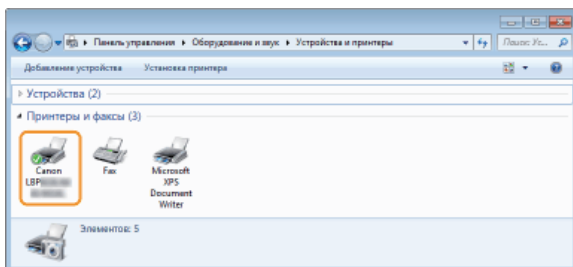 Панель управления ▸ Оборудование и звук ▸ Устройства и принтеры
Поиск: Ус...
Добавление устройства Установка принтера
Устройства (2)
Принтеры и факсы (3)
Canon
LBP
Fax
Microsoft
XPS
Document
Writer
Элементов: 5